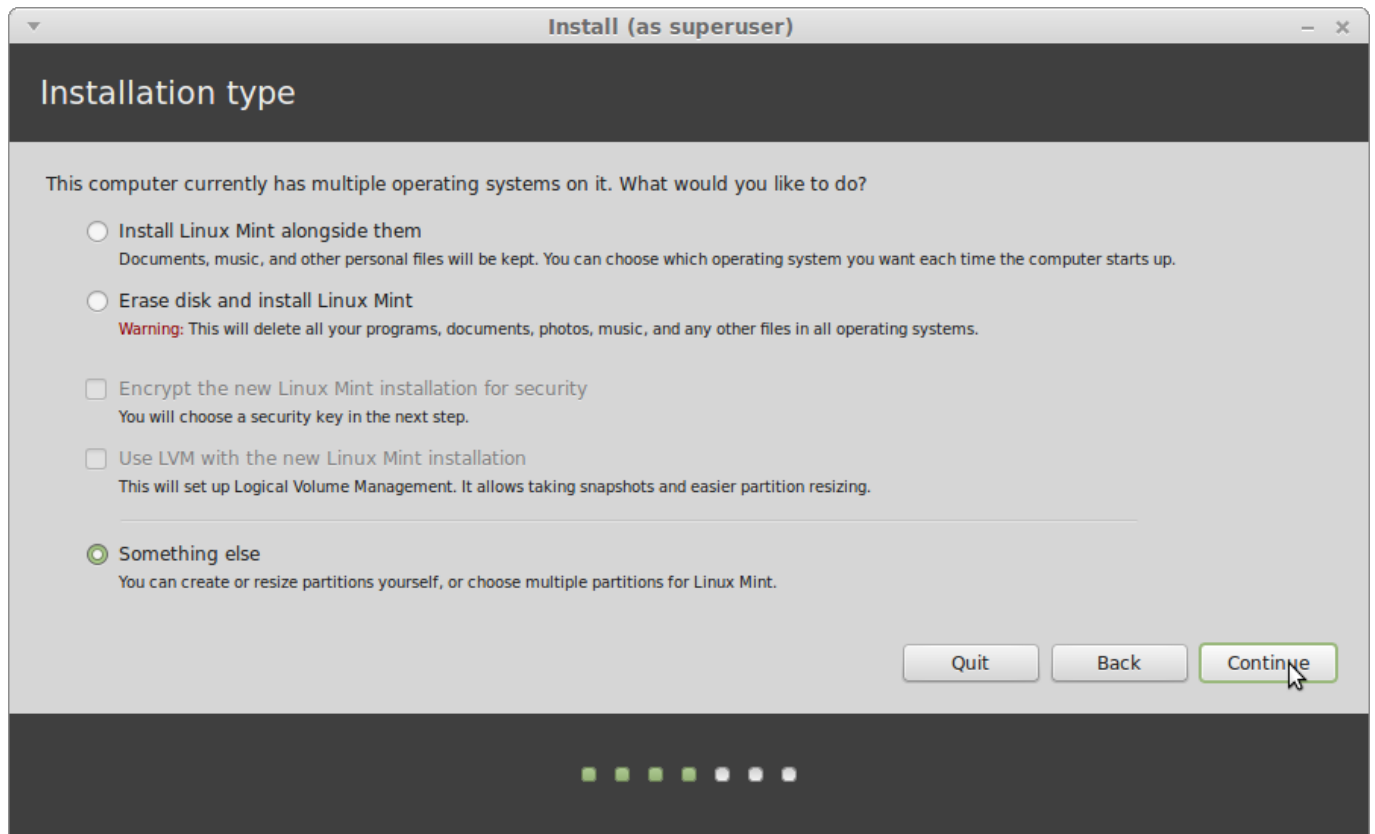 Install (as superuser)
Installation type
This computer currently has multiple operating systems on it. What would you like to do?
Install Linux Mint alongside them
Documents, music, and other personal files will be kept. You can choose which operating system you want each time the computer starts up.
Erase disk and install Linux Mint
Warning: This will delete all your programs, documents, photos, music, and any other files in all operating systems.
Encrypt the new Linux Mint installation for security
You will choose a security key in the next step.
Use LVM with the new Linux Mint installation
This will set up Logical Volume Management. It allows taking snapshots and easier partition resizing.
Something else
You can create or resize partitions yourself, or choose multiple partitions for Linux Mint.
Quit Back Continue